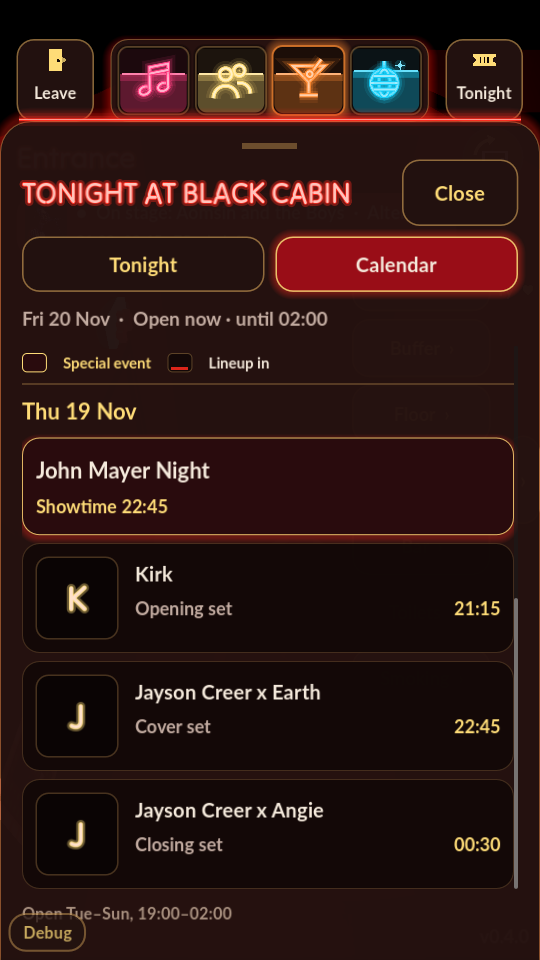 Leave
Tonight
TONIGHT AT BLACK CABIN
Close
Tonight
Calendar
Fri 20 Nov · Open now · until 02:00
Special event
Lineup in
Thu 19 Nov
John Mayer Night
Showtime 22:45
K
Kirk
Opening set
21:15
J
Jayson Creer x Earth
Cover set
22:45
J
Jayson Creer x Angie
Closing set
00:30
Open Tue–Sun, 19:00–02:00
Debug